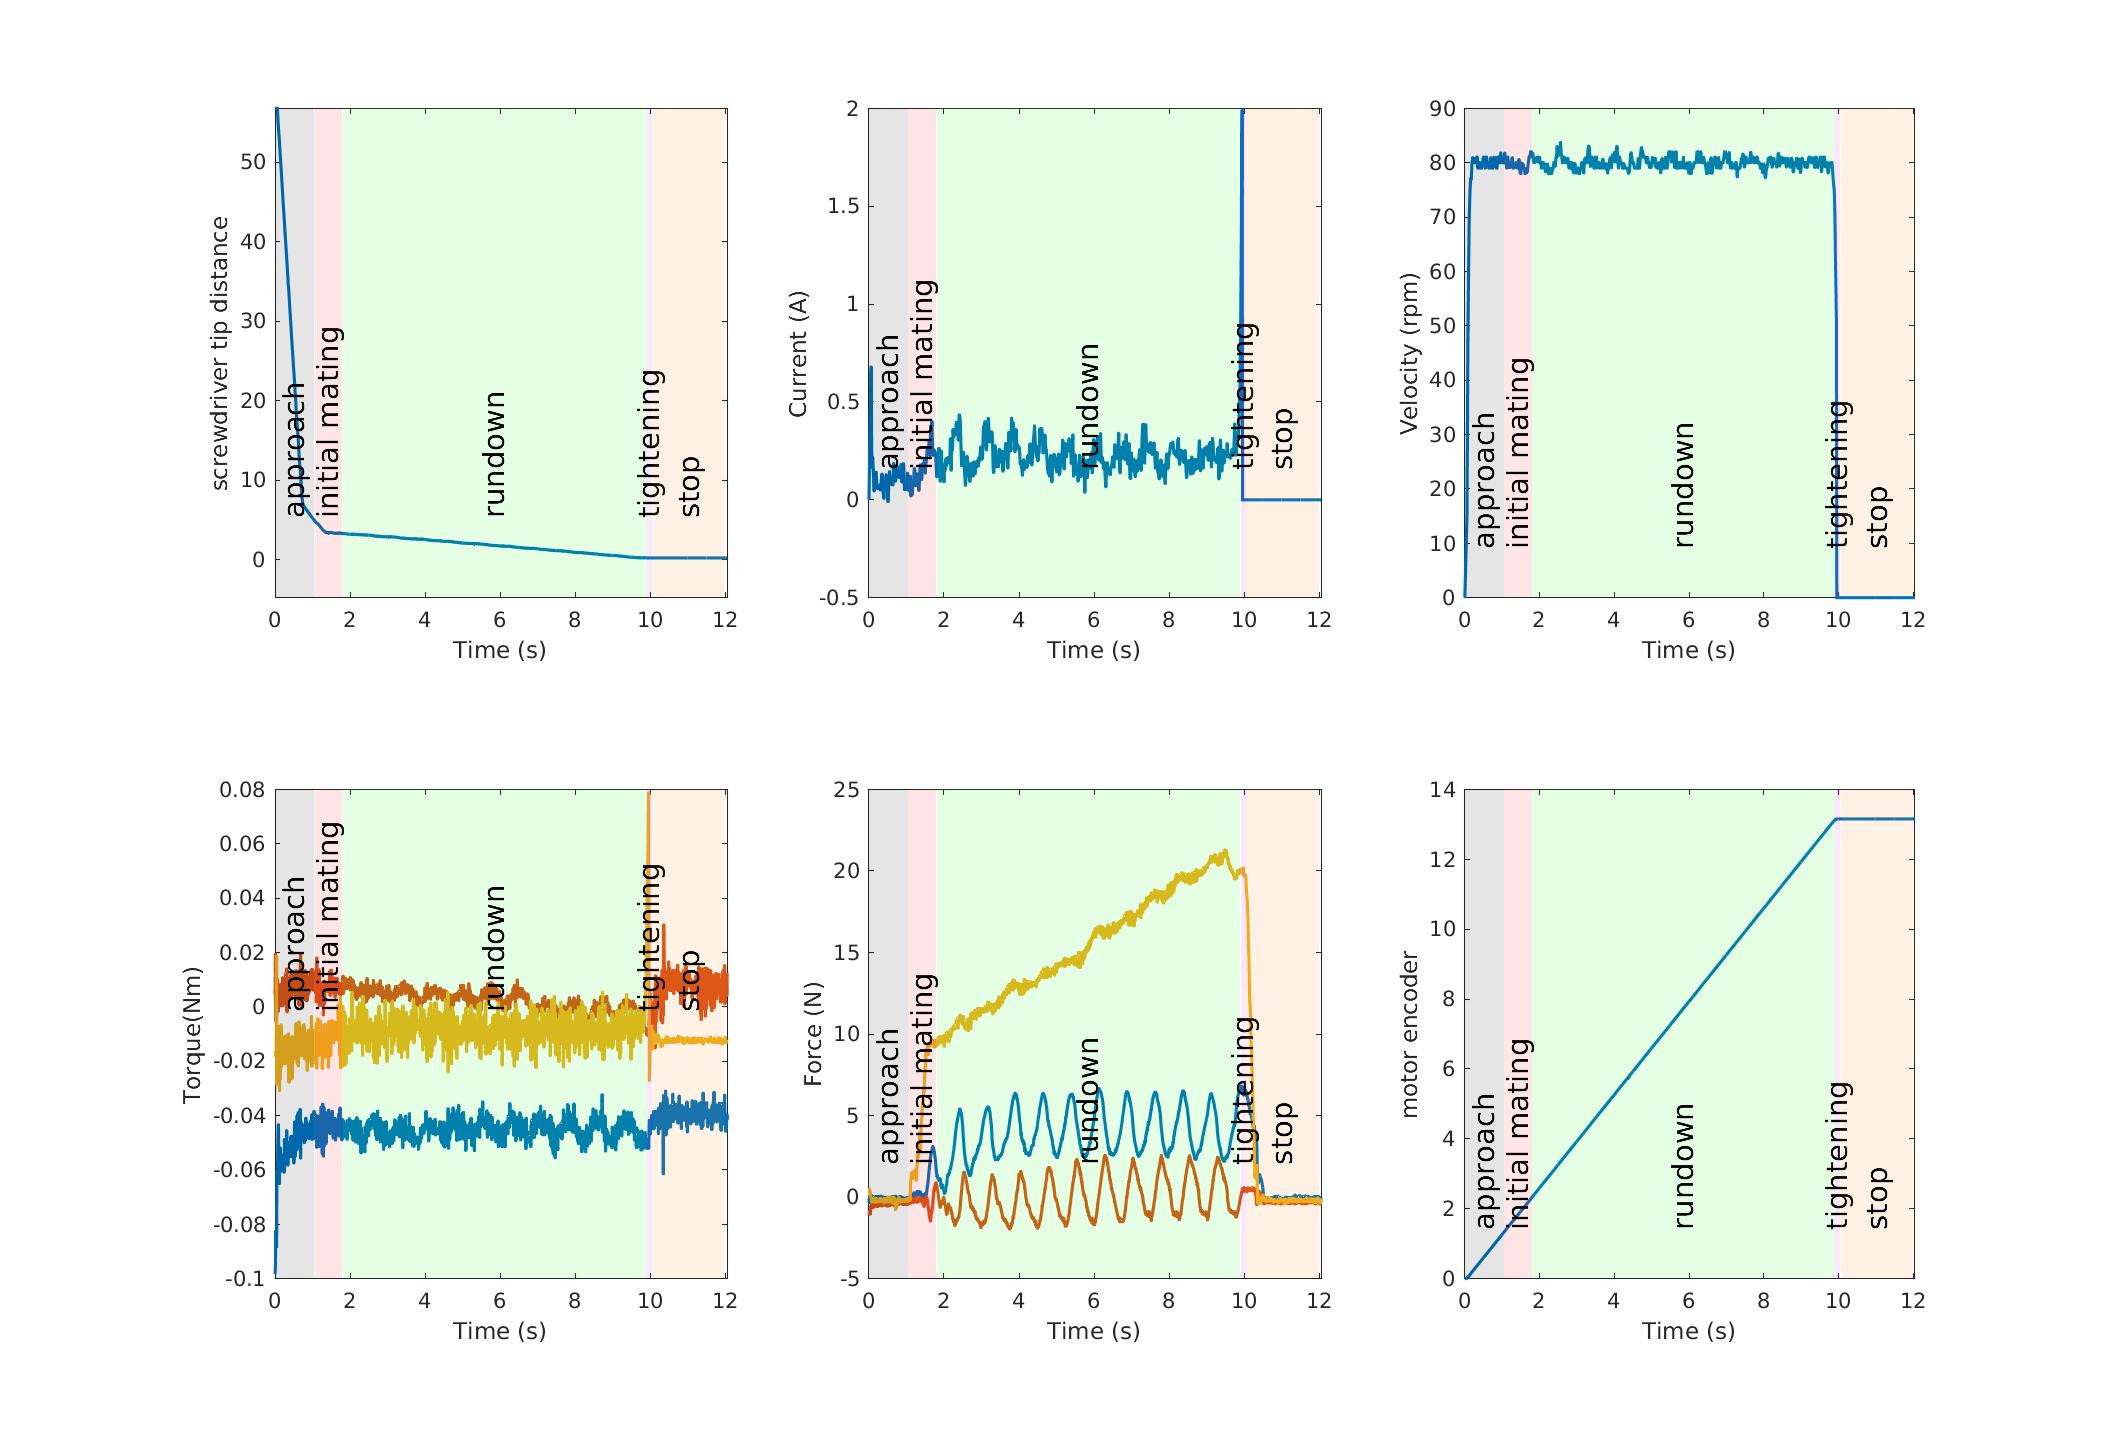 screwdriver tip distance
50
40
30
20
10
0
approach
initial mating
rundown
tightening
stop
0 2 4 6 8 10 12
Time (s)
Current (A)
2
1.5
1
0.5
0
-0.5
approach
initial mating
rundown
tightening
stop
0 2 4 6 8 10 12
Time (s)
Velocity (rpm)
90
80
70
60
50
40
30
20
10
0
approach
initial mating
rundown
tightening
stop
0 2 4 6 8 10 12
Time (s)
Torque(Nm)
0.08
0.06
0.04
0.02
0
-0.02
-0.04
-0.06
-0.08
-0.1
approach
initial mating
rundown
tightening
stop
0 2 4 6 8 10 12
Time (s)
Force (N)
25
20
15
10
5
0
-5
approach
initial mating
rundown
tightening
stop
0 2 4 6 8 10 12
Time (s)
motor encoder
14
12
10
8
6
4
2
0
approach
initial mating
rundown
tightening
stop
0 2 4 6 8 10 12
Time (s)